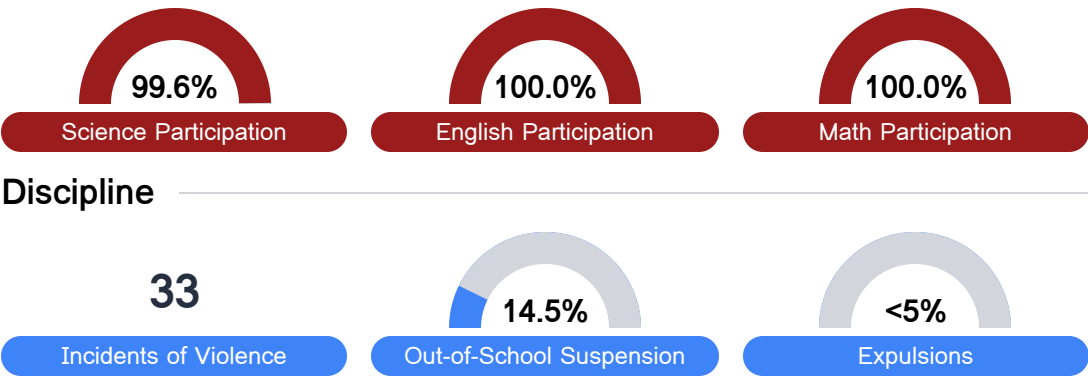 99.6%
100.0%
100.0%
Science Participation
English Participation
Math Participation
Discipline
33
14.5%
<5%
Incidents of Violence
Out-of-School Suspension
Expulsions